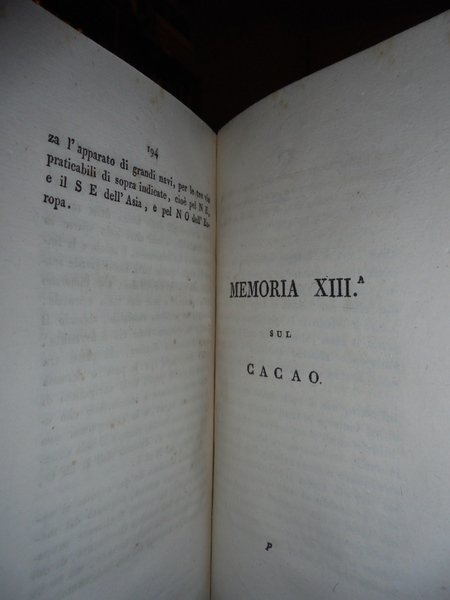 194
za l'apparato di grandi navi, per le tre vie
praticabili di sopra indicate, cioè pel N E,
e il S E dell'Asia, e pel N O dell'Eu-
ropa.
MEMORIA XIII.ᴬ
SUL
CACAO.
P